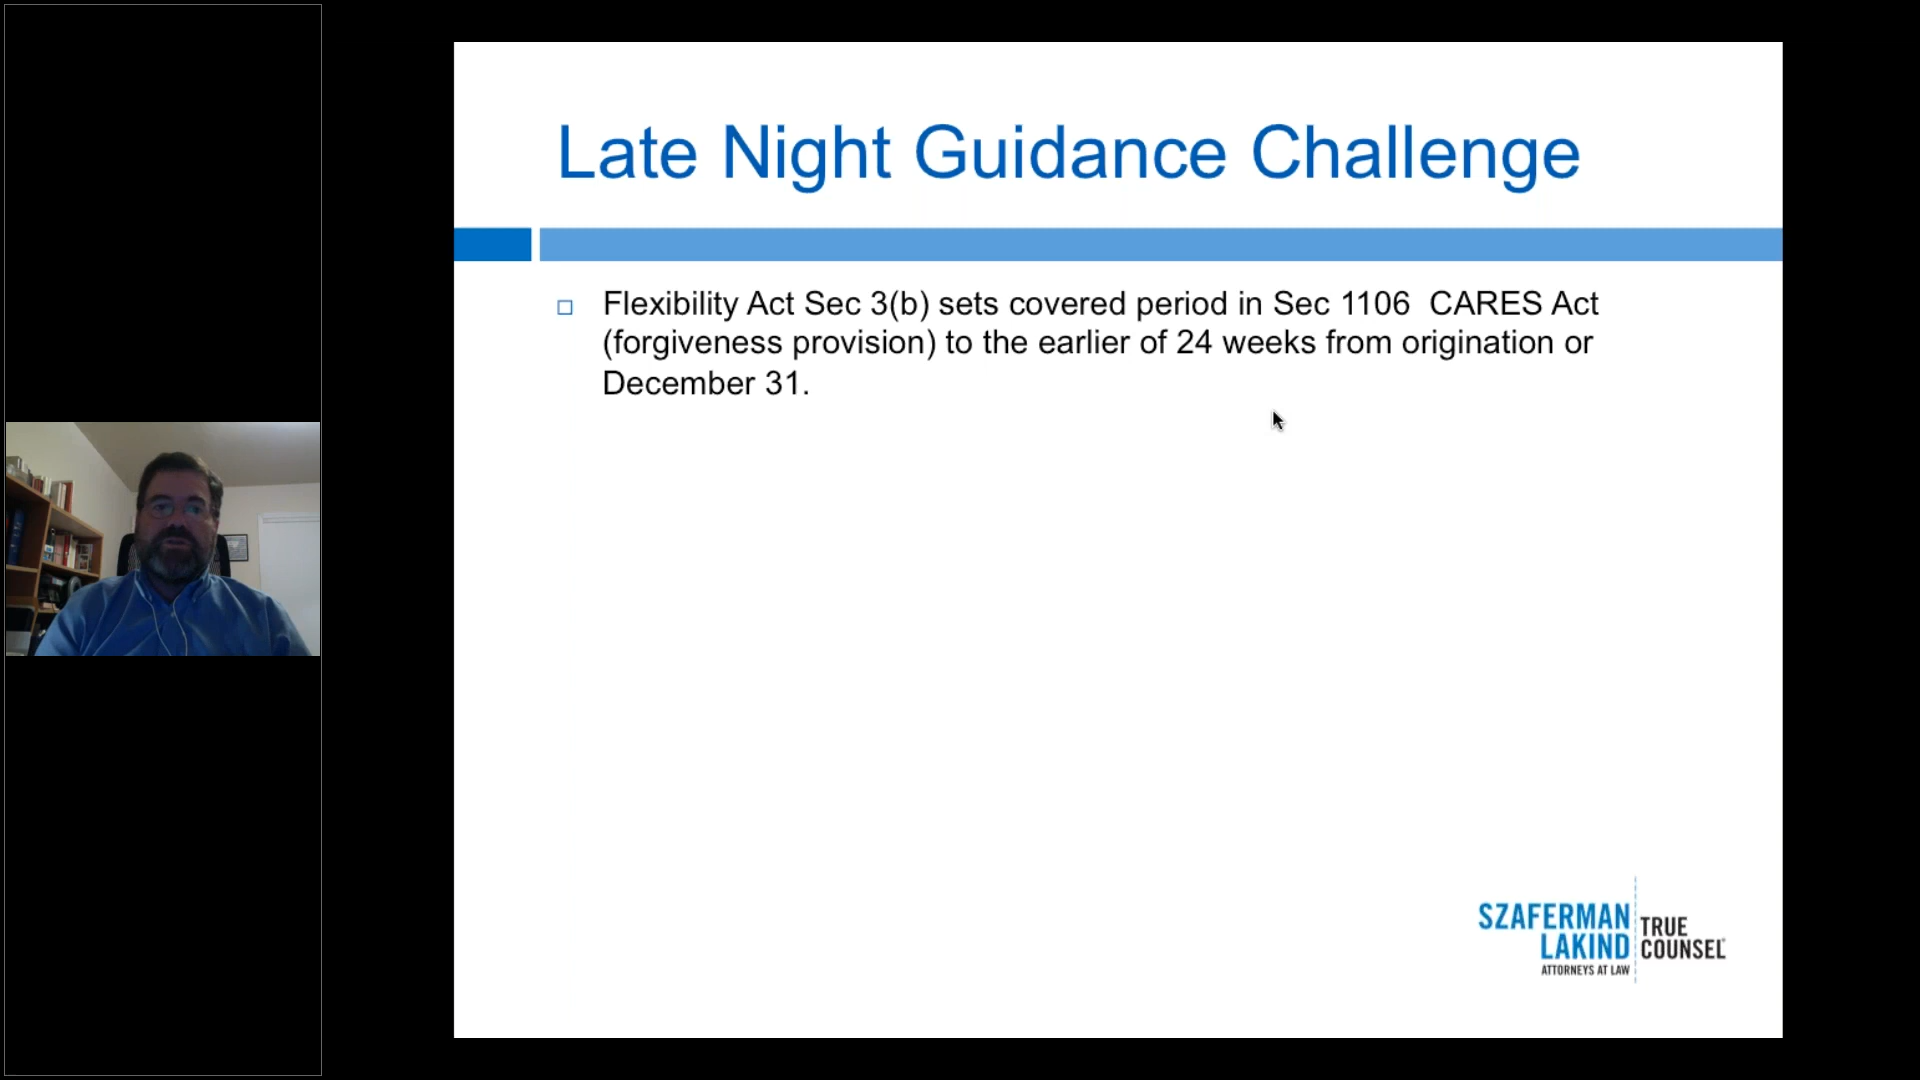 Late Night Guidance Challenge
Flexibility Act Sec 3(b) sets covered period in Sec 1106  CARES Act
(forgiveness provision) to the earlier of 24 weeks from origination or
December 31.
SZAFERMAN
LAKIND
ATTORNEYS AT LAW
TRUE
COUNSEL